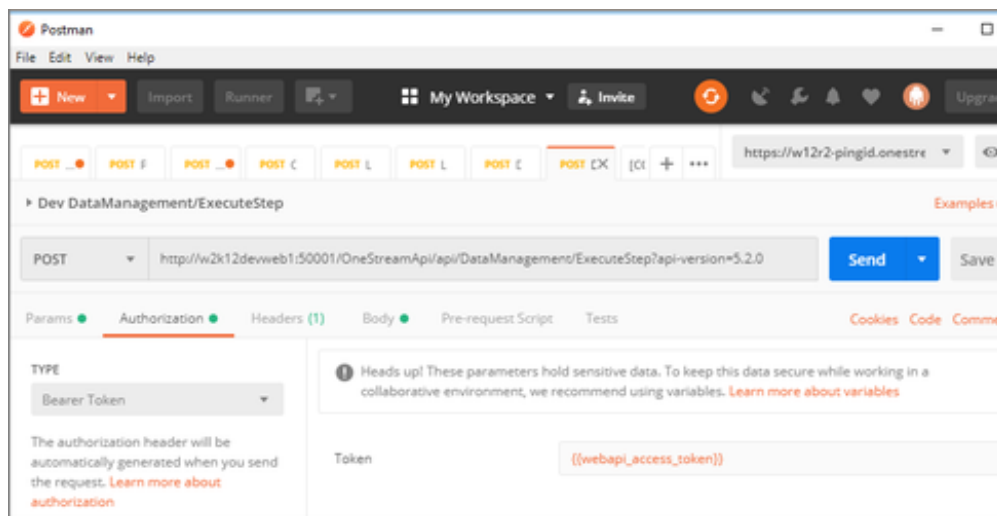 Postman
File Edit View Help
New Import Runner My Workspace Invite Upgra
POST ... POST F POST ... POST C POST L POST L POST POST + ••• https://w12r2-pingid.onestre
Dev DataManagement/ExecuteStep Examples
POST http://w2k12devweb1:50001/OneStreamApi/api/DataManagement/ExecuteStep?api-version=5.2.0 Send Save
Params Authorization Headers (1) Body Pre-request Script Tests Cookies Code Comme
TYPE
Bearer Token
The authorization header will be
automatically generated when you send
the request. Learn more about
authorization
Heads up! These parameters hold sensitive data. To keep this data secure while working in a
collaborative environment, we recommend using variables. Learn more about variables
Token {{webapi_access_token}}